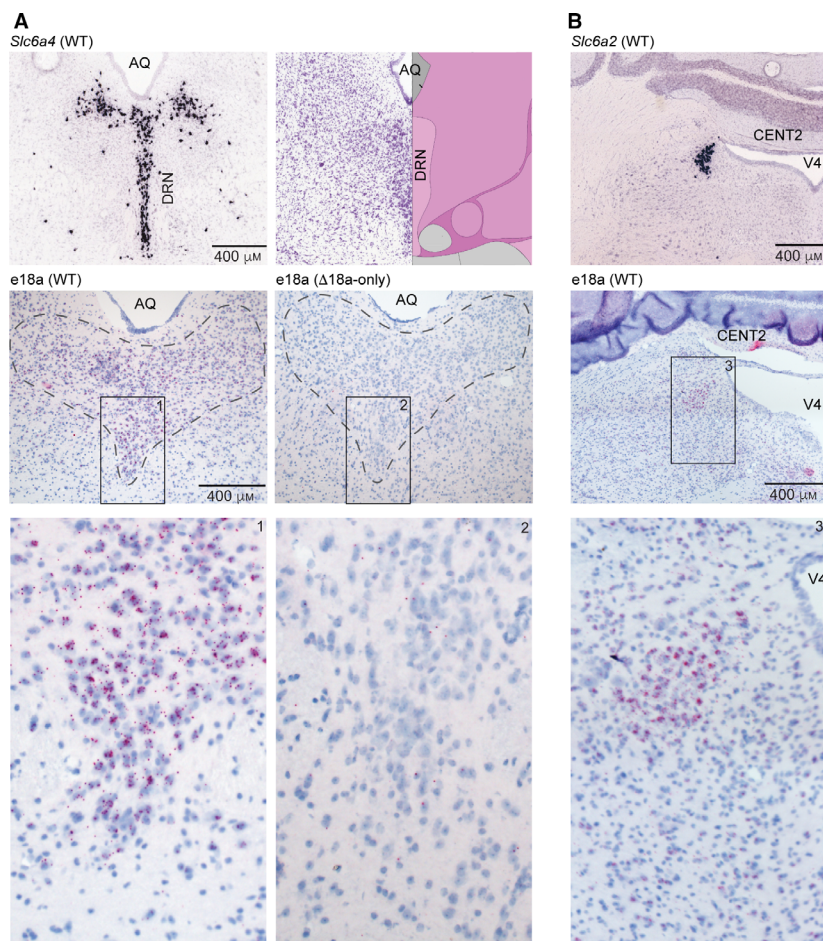 A
B
Slc6a4 (WT)
Slc6a2 (WT)
AQ
DRN
400 μM
AQ
DRN
CENT2
V4
400 μM
e18a (WT)
e18a (Δ18a-only)
e18a (WT)
AQ
1
400 μM
AQ
2
CENT2
3
V4
400 μM
1
2
3
V4